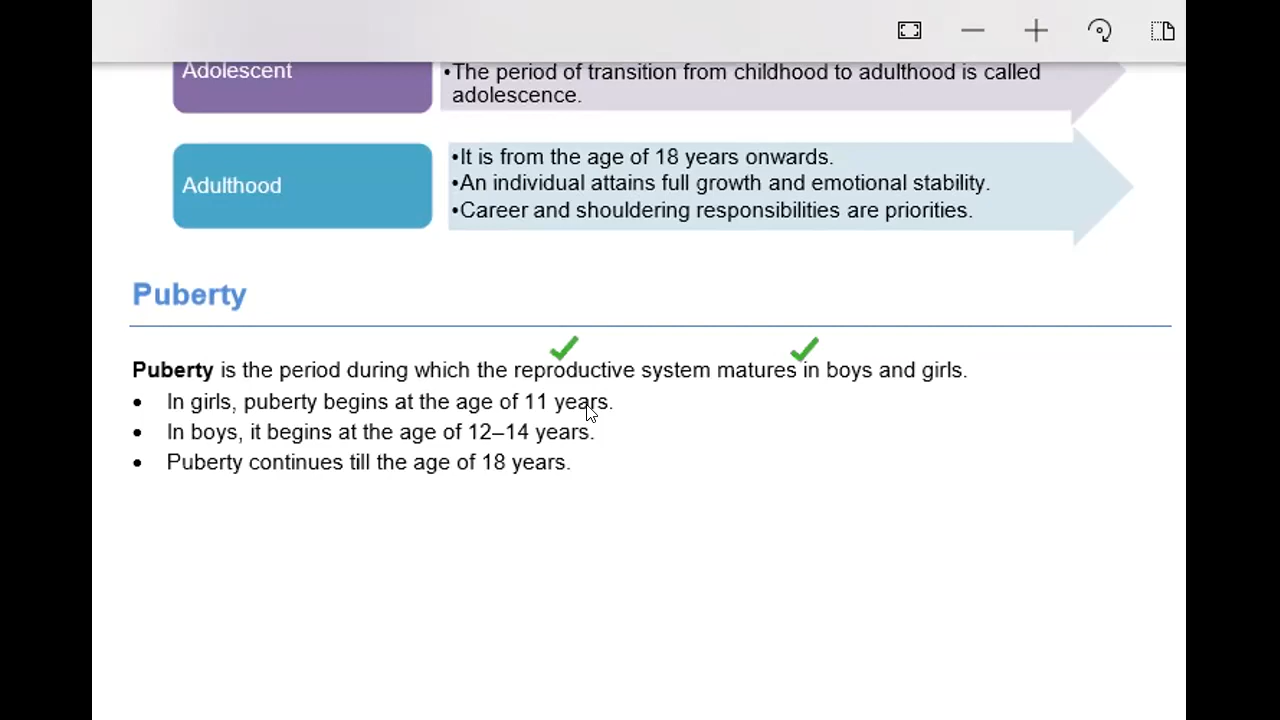 Adolescent
•The period of transition from childhood to adulthood is called
adolescence.
Adulthood
•It is from the age of 18 years onwards.
•An individual attains full growth and emotional stability.
•Career and shouldering responsibilities are priorities.
Puberty
Puberty is the period during which the reproductive system matures in boys and girls.
• In girls, puberty begins at the age of 11 years.
• In boys, it begins at the age of 12–14 years.
• Puberty continues till the age of 18 years.